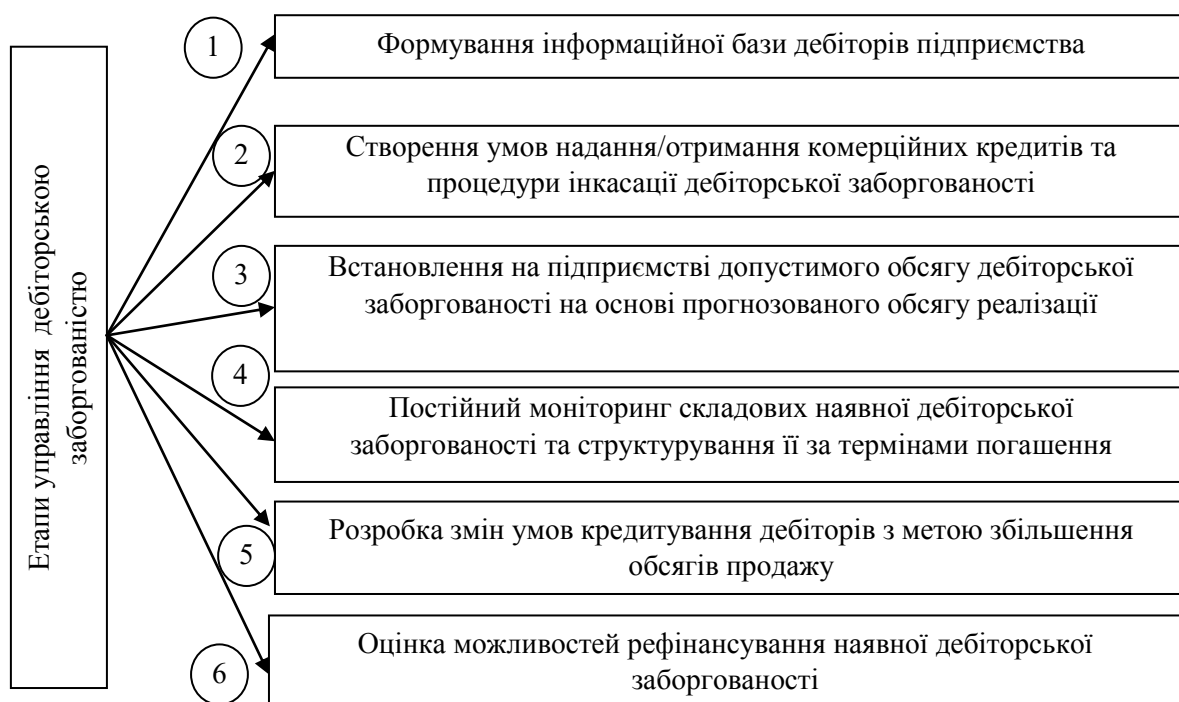 Етапи управління дебіторською
заборгованістю
1
Формування інформаційної бази дебіторів підприємства
2
Створення умов надання/отримання комерційних кредитів та
процедури інкасації дебіторської заборгованості
3
Встановлення на підприємстві допустимого обсягу дебіторської
заборгованості на основі прогнозованого обсягу реалізації
4
Постійний моніторинг складових наявної дебіторської
заборгованості та структурування її за термінами погашення
5
Розробка змін умов кредитування дебіторів з метою збільшення
обсягів продажу
6
Оцінка можливостей рефінансування наявної дебіторської
заборгованості